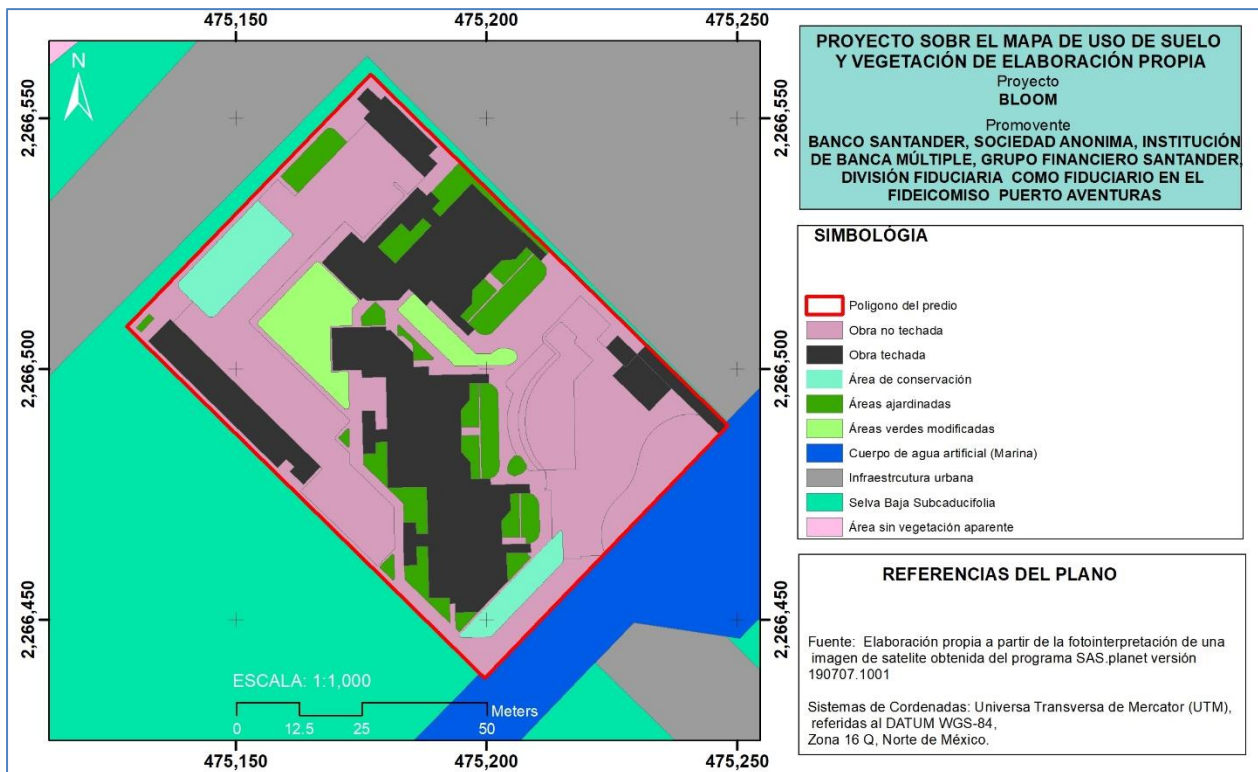 475,150
475,200
475,250
2,266,550
2,266,500
2,266,450
N
ESCALA: 1:1,000
Meters
0
12.5
25
50
2,266,550
2,266,500
2,266,450
475,150
475,200
475,250
PROYECTO SOBR EL MAPA DE USO DE SUELO
Y VEGETACIÓN DE ELABORACIÓN PROPIA
Proyecto
BLOOM
Promovente
BANCO SANTANDER, SOCIEDAD ANONIMA, INSTITUCIÓN
DE BANCA MÚLTIPLE, GRUPO FINANCIERO SANTANDER,
DIVISIÓN FIDUCIARIA COMO FIDUCIARIO EN EL
FIDEICOMISO PUERTO AVENTURAS
SIMBOLÓGIA
Poligono del predio
Obra no techada
Obra techada
Área de conservación
Áreas ajardinadas
Áreas verdes modificadas
Cuerpo de agua artificial (Marina)
Infraestrcutura urbana
Selva Baja Subcaducifolia
Área sin vegetación aparente
REFERENCIAS DEL PLANO
Fuente: Elaboración propia a partir de la fotointerpretación de una
imagen de satelite obtenida del programa SAS.planet versión
190707.1001
Sistemas de Cordenadas: Universa Transversa de Mercator (UTM),
referidas al DATUM WGS-84,
Zona 16 Q, Norte de México.